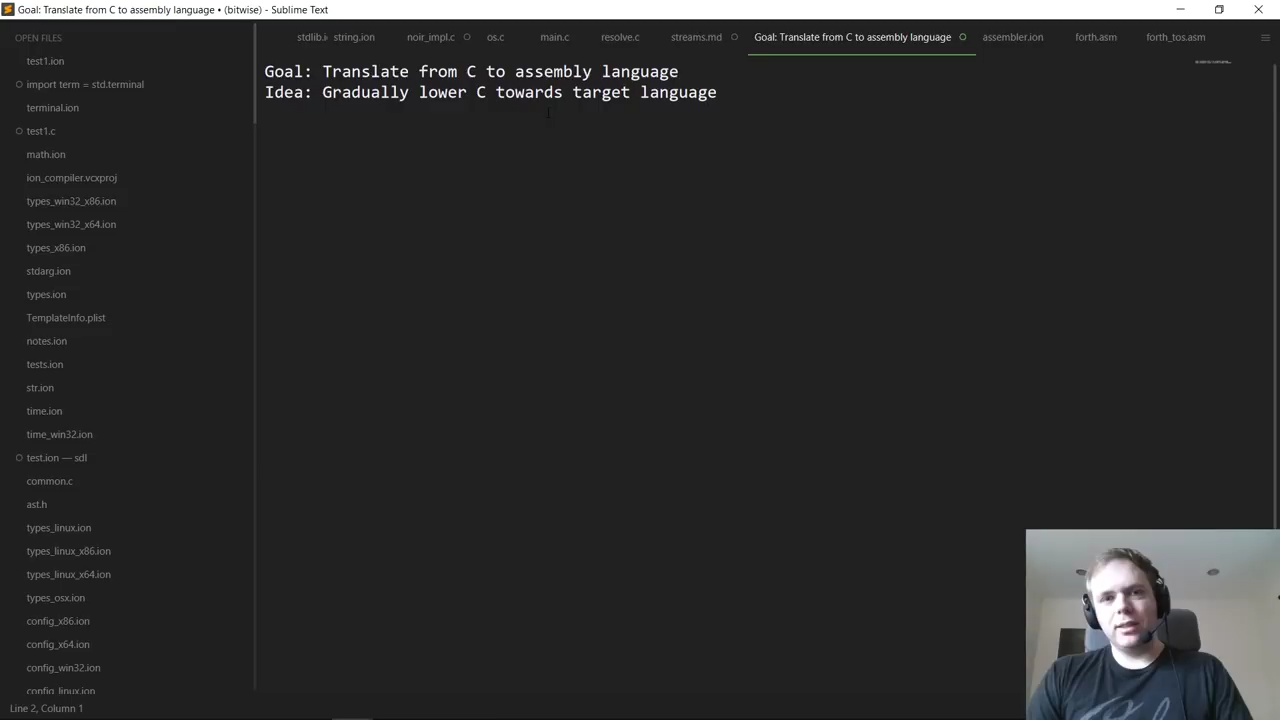 Goal: Translate from C to assembly language • (bitwise) - Sublime Text
OPEN FILES
test1.ion
import term = std.terminal
terminal.ion
test1.c
math.ion
ion_compiler.vcxproj
types_win32_x86.ion
types_win32_x64.ion
types_x86.ion
stdarg.ion
types.ion
TemplateInfo.plist
notes.ion
tests.ion
str.ion
time.ion
time_win32.ion
test.ion — sdl
common.c
ast.h
types_linux.ion
types_linux_x86.ion
types_linux_x64.ion
types_osx.ion
config_x86.ion
config_x64.ion
config_win32.ion
config_linux.ion
stdlib.i string.ion noir_impl.c os.c main.c resolve.c streams.md Goal: Translate from C to assembly language assembler.ion forth.asm forth_tos.asm
Goal: Translate from C to assembly language
Idea: Gradually lower C towards target language
Line 2, Column 1